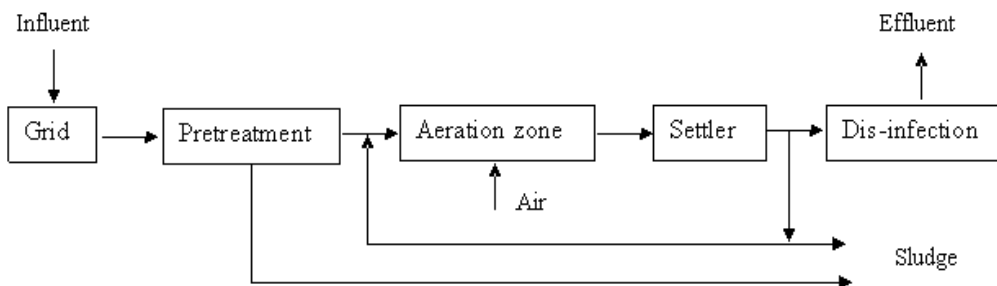 Influent
Effluent
Grid
Pretreatment
Aeration zone
Settler
Dis-infection
Air
Sludge